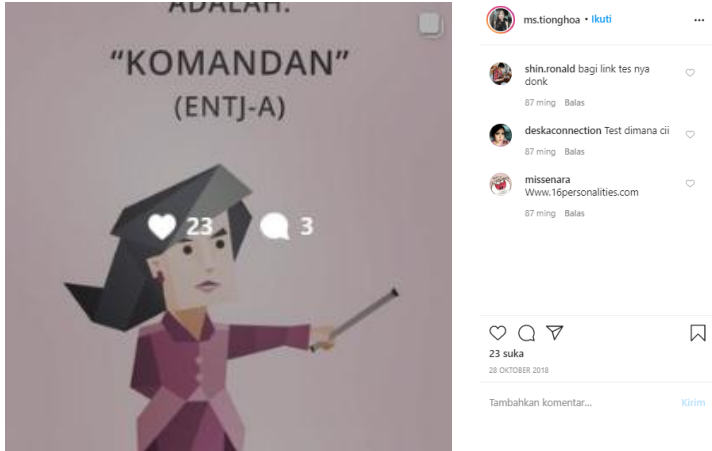 ADALAH:
“KOMANDAN”
(ENTJ-A)
23 3
ms.tionghoa • Ikuti
shin.ronald bagi link tes nya
donk
87 ming Balas
deskaconnection Test dimana cii
87 ming Balas
missenara
Www.16personalities.com
87 ming Balas
23 suka
28 OKTOBER 2018
Tambahkan komentar...
Kirim